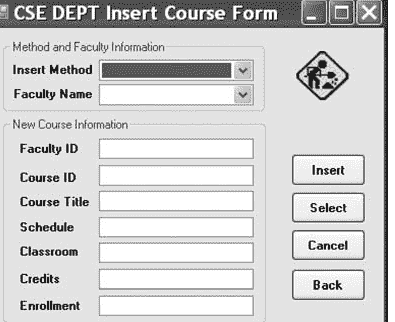 CSE DEPT Insert Course Form
Method and Faculty Information
Insert Method
Faculty Name
New Course Information
Faculty ID
Course ID
Course Title
Schedule
Classroom
Credits
Enrollment
Insert
Select
Cancel
Back